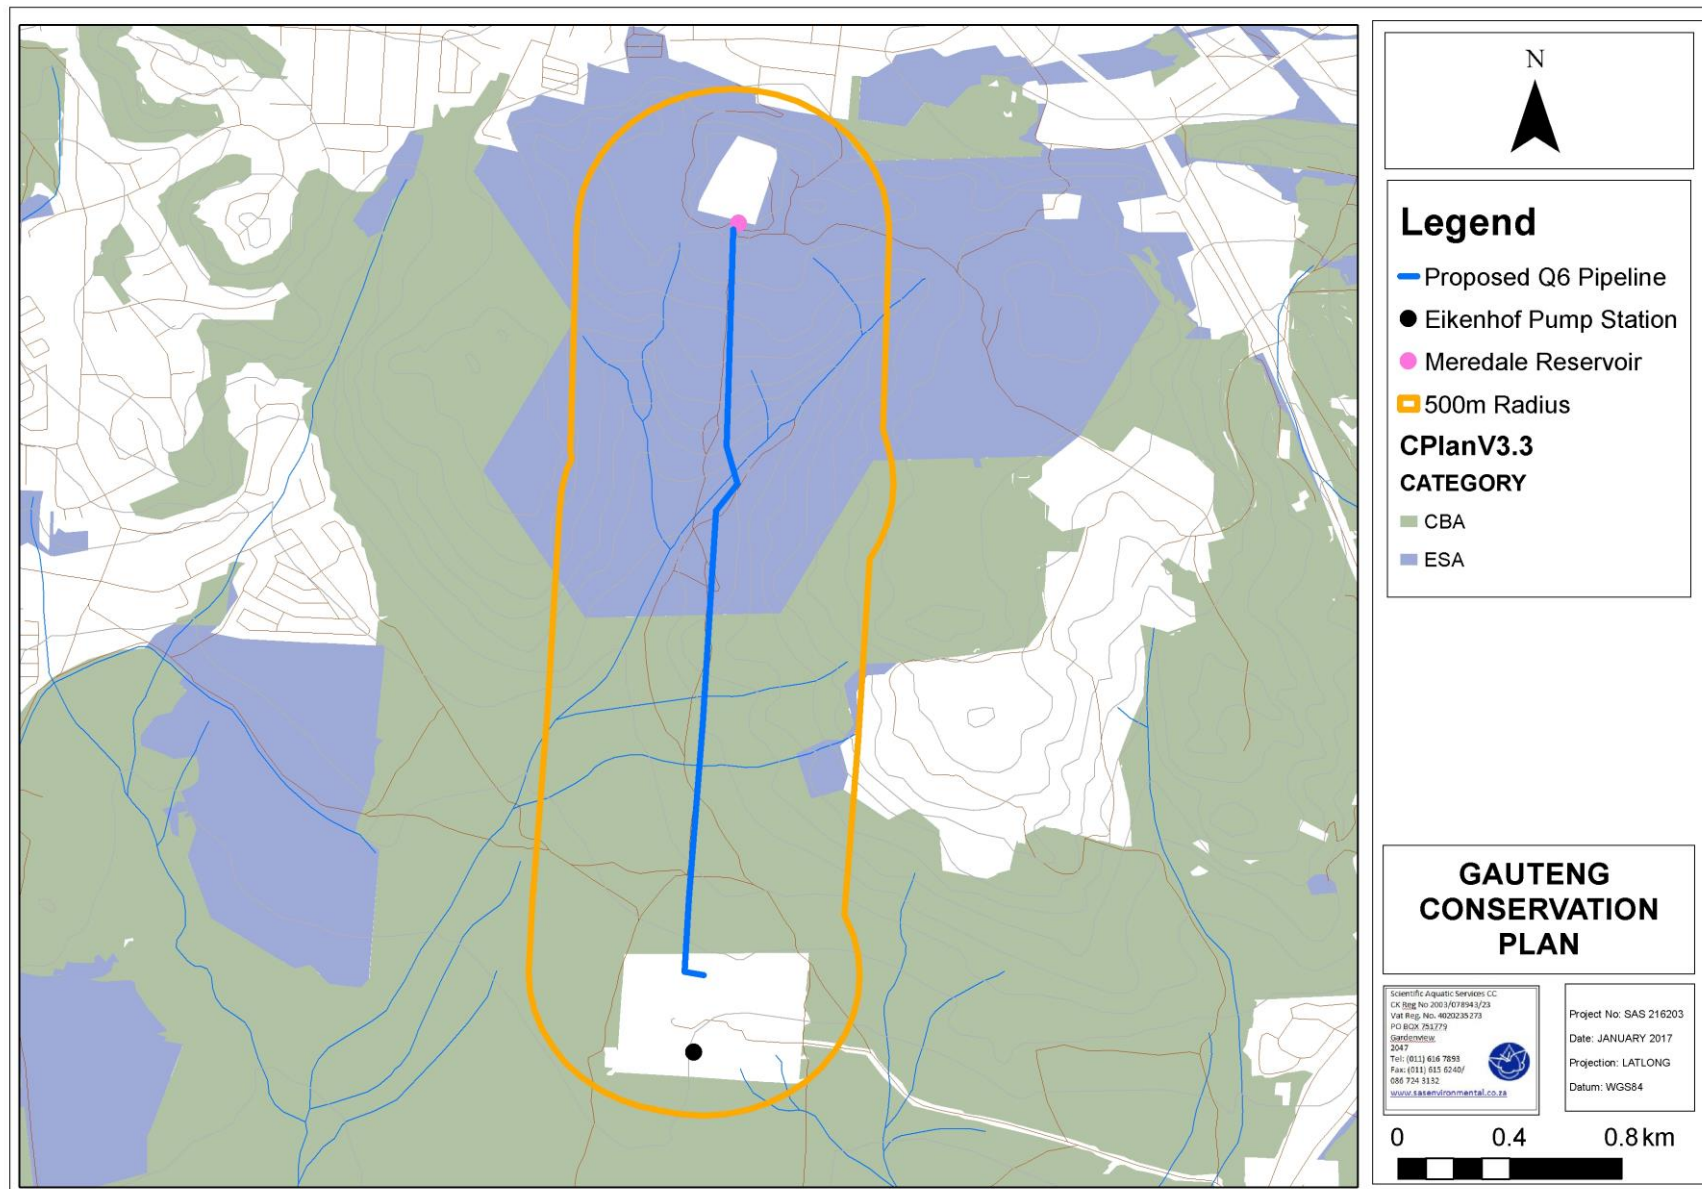 N
Legend
Proposed Q6 Pipeline
Eikenhof Pump Station
Meredale Reservoir
500m Radius
CPlanV3.3
CATEGORY
CBA
ESA
GAUTENG
CONSERVATION
PLAN
Scientific Aquatic Services CC
CK Reg No 2003/078943/23
Vat Reg. No. 4020235273
PO BOX 751779
Gardenview
2047
Tel: (011) 616 7893
Fax: (011) 615 6240/
086 724 3132
www.sasenvironmental.co.za
Project No: SAS 216203
Date: JANUARY 2017
Projection: LATLONG
Datum: WGS84
0 0.4 0.8 km